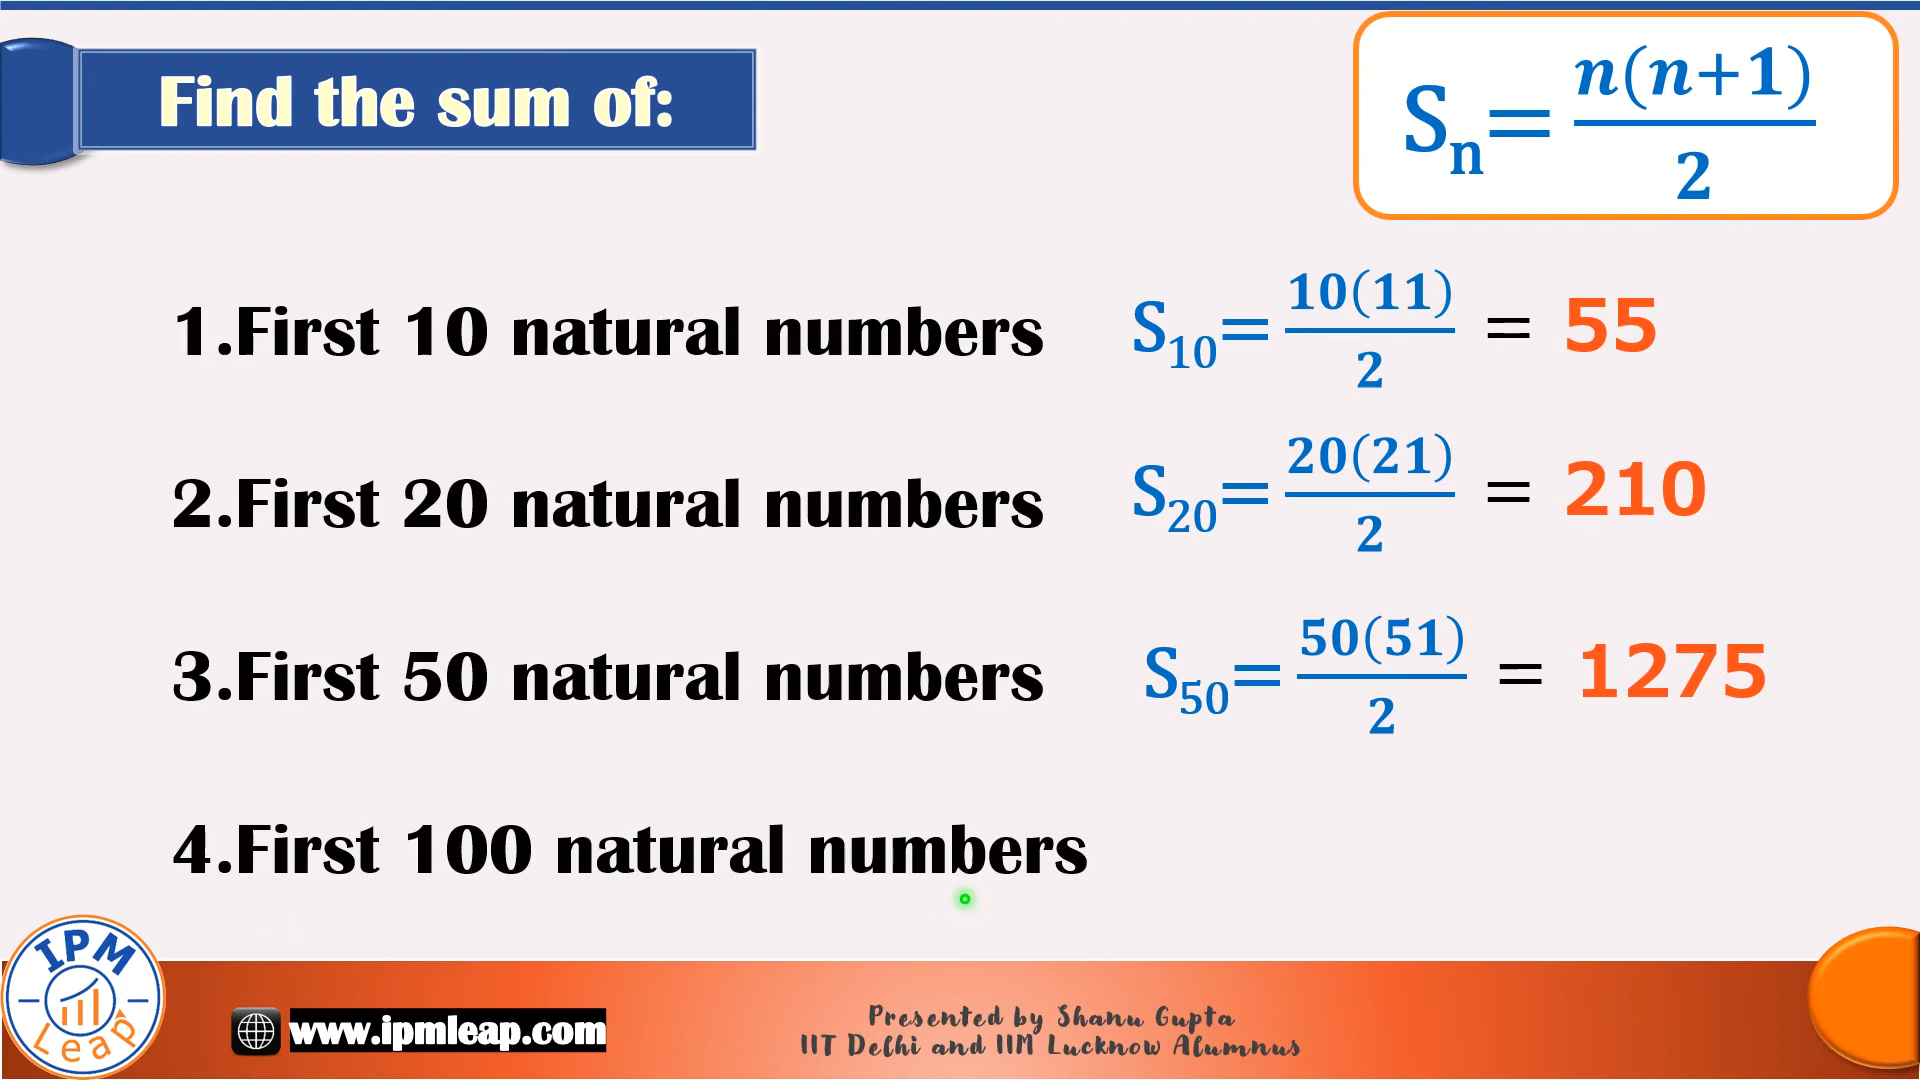 Find the sum of:
Sn= n(n+1)/2
1.First 10 natural numbers S10= 10(11)/2 = 55
2.First 20 natural numbers S20= 20(21)/2 = 210
3.First 50 natural numbers S50= 50(51)/2 = 1275
4.First 100 natural numbers
IPM
Leap
www.ipmleap.com
Presented by Shanu Gupta
IIT Delhi and IIM Lucknow Alumnus